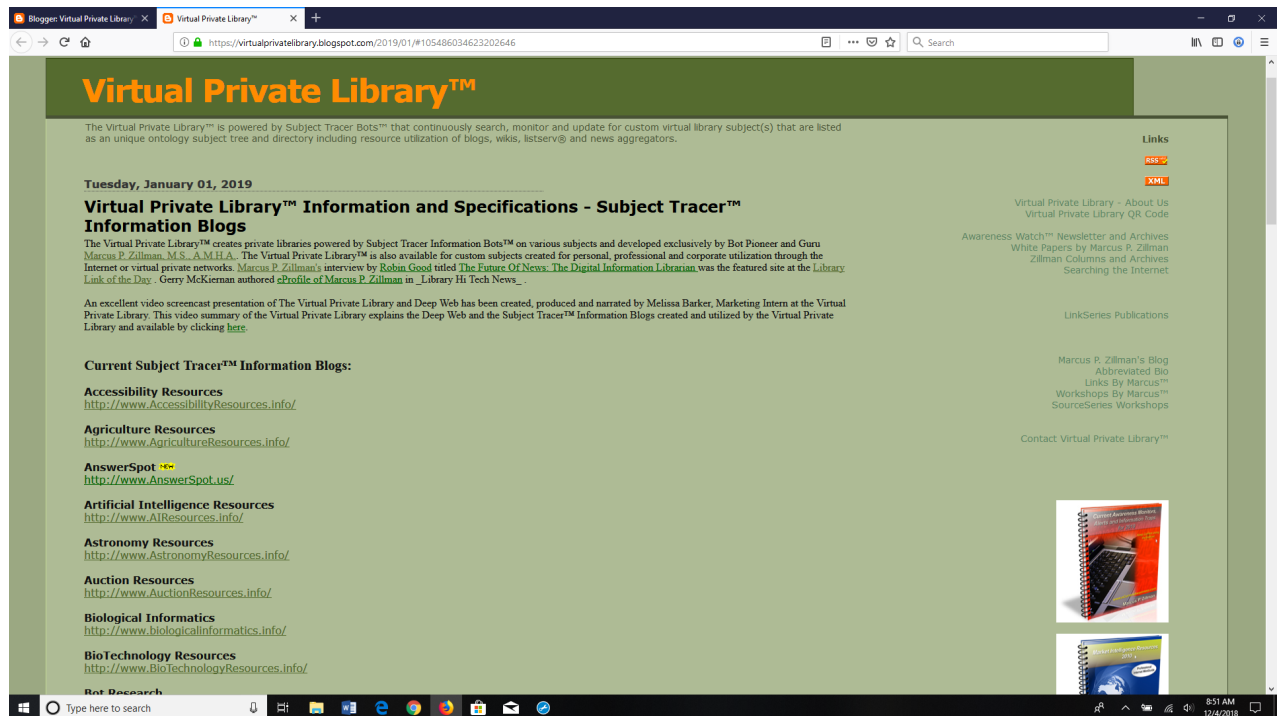 Blogger: Virtual Private Library
Virtual Private Library™
https://virtualprivatelibrary.blogspot.com/2019/01/#105486034623202646
Search
Virtual Private Library™
The Virtual Private Library™ is powered by Subject Tracer Bots™ that continuously search, monitor and update for custom virtual library subject(s) that are listed
as an unique ontology subject tree and directory including resource utilization of blogs, wikis, listserv® and news aggregators.
Tuesday, January 01, 2019
Virtual Private Library™ Information and Specifications - Subject Tracer™
Information Blogs
The Virtual Private Library™ creates private libraries powered by Subject Tracer Information Bots™ on various subjects and developed exclusively by Bot Pioneer and Guru
Marcus P. Zillman, M.S., A.M.H.A.. The Virtual Private Library™ is also available for custom subjects created for personal, professional and corporate utilization through the
Internet or virtual private networks. Marcus P. Zillman's interview by Robin Good titled The Future Of News: The Digital Information Librarian was the featured site at the Library
Link of the Day . Gerry McKiernan authored eProfile of Marcus P. Zillman in _Library Hi Tech News_ .
An excellent video screencast presentation of The Virtual Private Library and Deep Web has been created, produced and narrated by Melissa Barker, Marketing Intern at the Virtual
Private Library. This video summary of the Virtual Private Library explains the Deep Web and the Subject Tracer™ Information Blogs created and utilized by the Virtual Private
Library and available by clicking here.
Current Subject Tracer™ Information Blogs:
Accessibility Resources
http://www.AccessibilityResources.info/
Agriculture Resources
http://www.AgricultureResources.info/
AnswerSpot NEW
http://www.AnswerSpot.us/
Artificial Intelligence Resources
http://www.AIResources.info/
Astronomy Resources
http://www.AstronomyResources.info/
Auction Resources
http://www.AuctionResources.info/
Biological Informatics
http://www.biologicalinformatics.info/
BioTechnology Resources
http://www.BioTechnologyResources.info/
Bot Research
Links
RSS
XML
Virtual Private Library - About Us
Virtual Private Library QR Code
Awareness Watch™ Newsletter and Archives
White Papers by Marcus P. Zillman
Zillman Columns and Archives
Searching the Internet
LinkSeries Publications
Marcus P. Zillman's Blog
Abbreviated Bio
Links By Marcus™
Workshops By Marcus™
SourceSeries Workshops
Contact Virtual Private Library™
Current Awareness Monitors,
Marcus P. Zillman
Type here to search
8:51 AM
12/4/2018